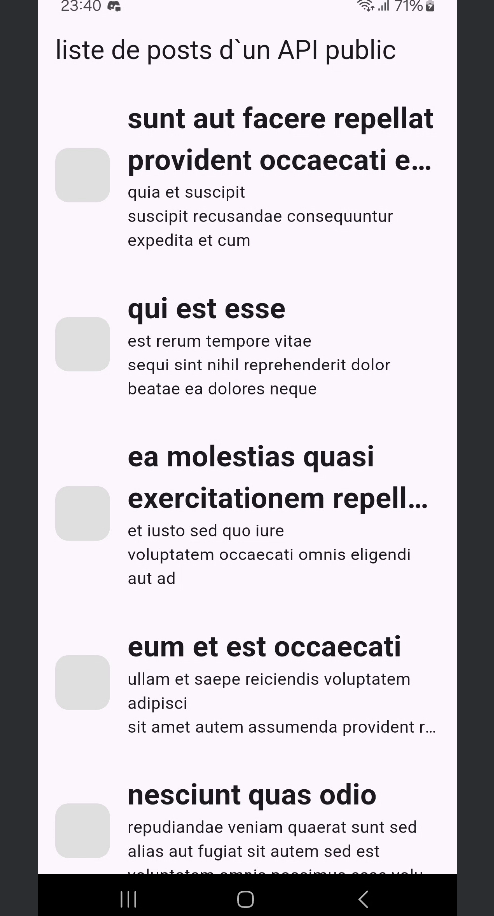 23:40
71%
liste de posts d`un API public
sunt aut facere repellat
provident occaecati e…
quia et suscipit
suscipit recusandae consequuntur
expedita et cum
qui est esse
est rerum tempore vitae
sequi sint nihil reprehenderit dolor
beatae ea dolores neque
ea molestias quasi
exercitationem repell…
et iusto sed quo iure
voluptatem occaecati omnis eligendi
aut ad
eum et est occaecati
ullam et saepe reiciendis voluptatem
adipisci
sit amet autem assumenda provident r…
nesciunt quas odio
repudiandae veniam quaerat sunt sed
alias aut fugiat sit autem sed est